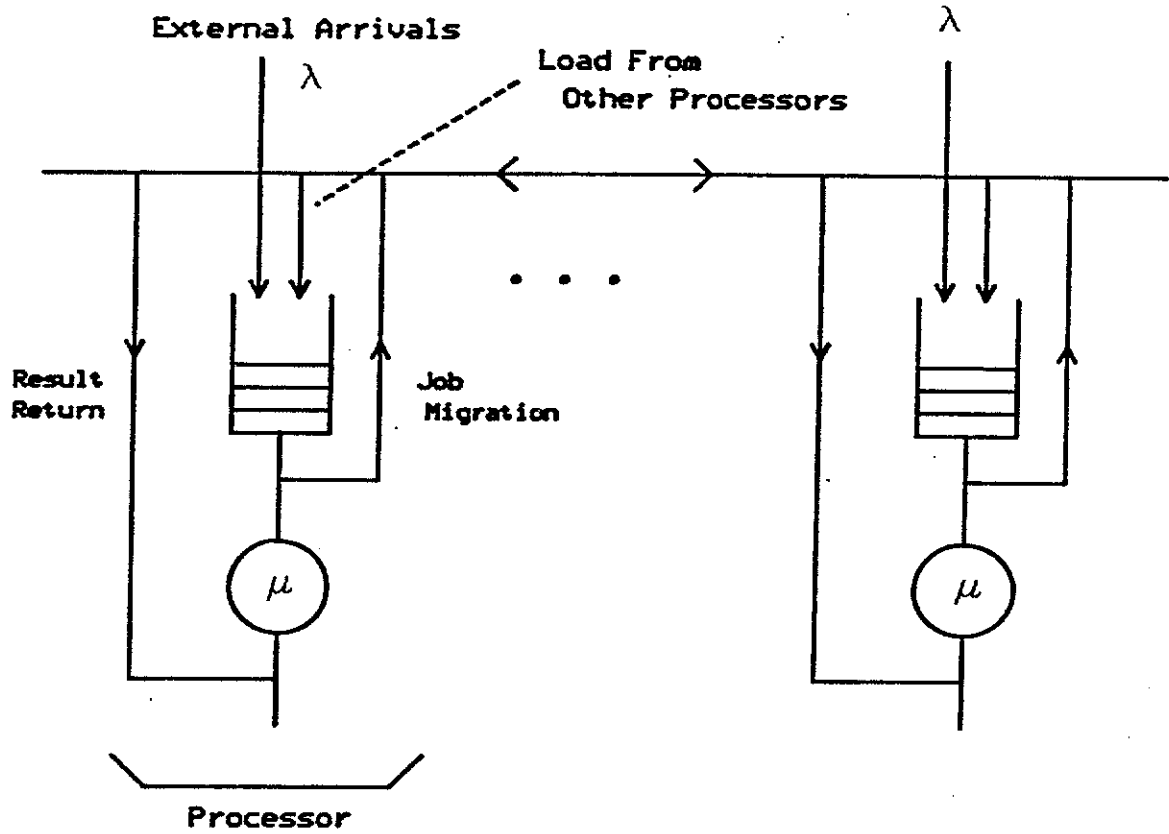 External Arrivals
λ
λ
Load From
Other Processors
Result
Return
Job
Migration
μ
μ
Processor